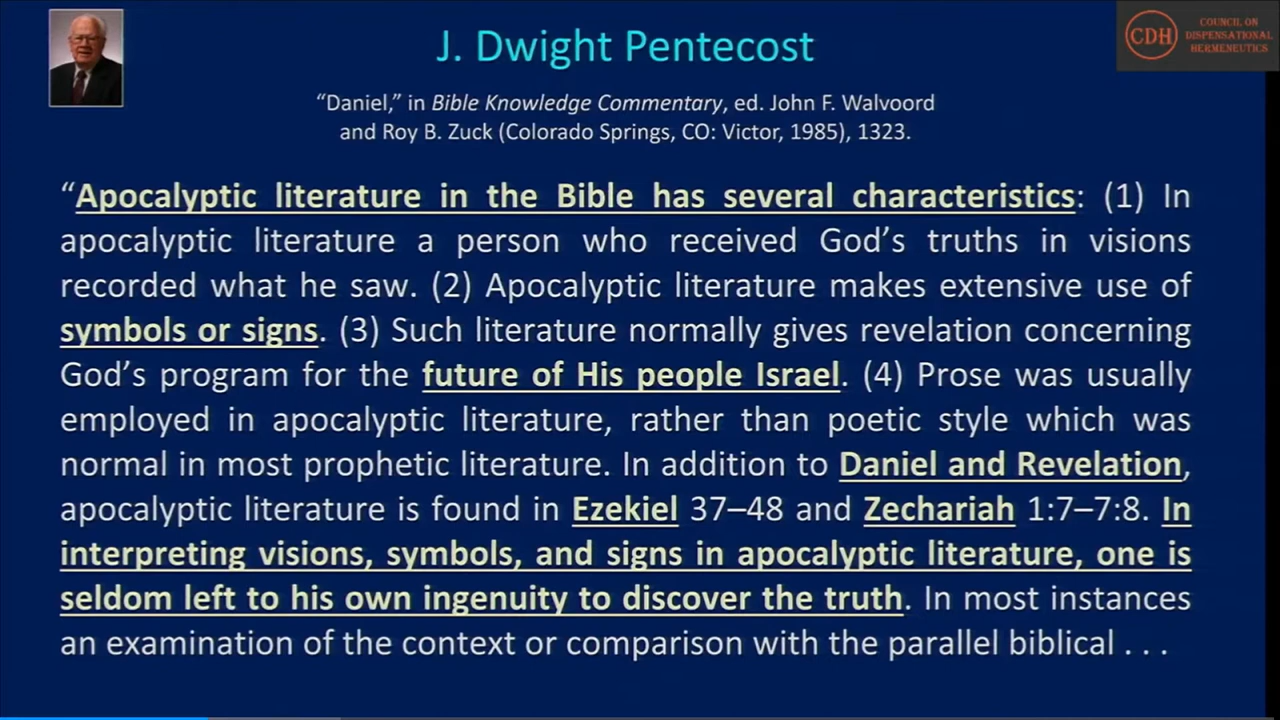 J. Dwight Pentecost
CDH
COUNCIL ON
DISPENSATIONAL
HERMENEUTICS
“Daniel,” in Bible Knowledge Commentary, ed. John F. Walvoord
and Roy B. Zuck (Colorado Springs, CO: Victor, 1985), 1323.
“Apocalyptic literature in the Bible has several characteristics: (1) In
apocalyptic literature a person who received God’s truths in visions
recorded what he saw. (2) Apocalyptic literature makes extensive use of
symbols or signs. (3) Such literature normally gives revelation concerning
God’s program for the future of His people Israel. (4) Prose was usually
employed in apocalyptic literature, rather than poetic style which was
normal in most prophetic literature. In addition to Daniel and Revelation,
apocalyptic literature is found in Ezekiel 37–48 and Zechariah 1:7–7:8. In
interpreting visions, symbols, and signs in apocalyptic literature, one is
seldom left to his own ingenuity to discover the truth. In most instances
an examination of the context or comparison with the parallel biblical . . .